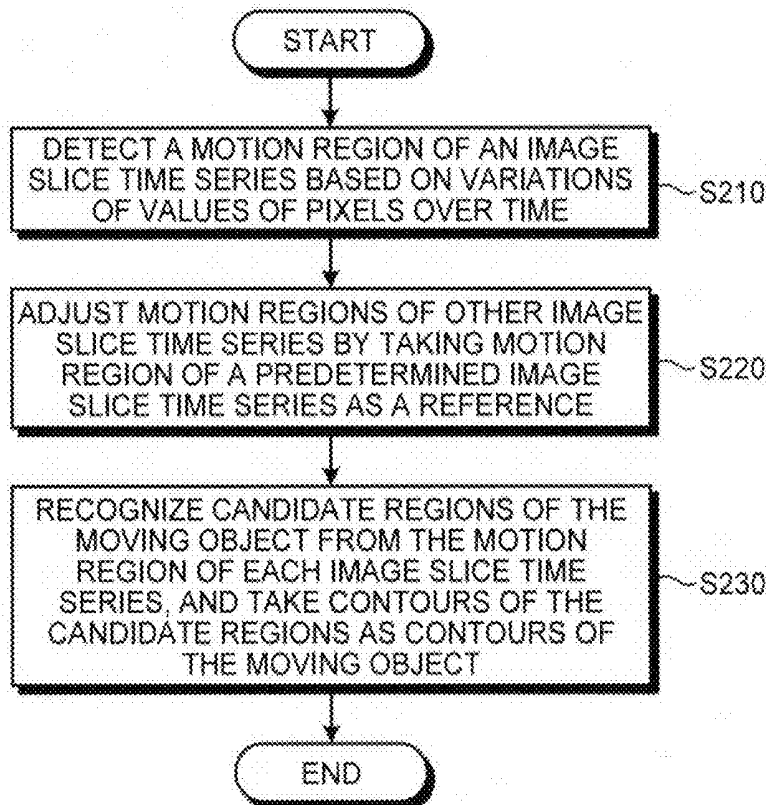 START
DETECT A MOTION REGION OF AN IMAGE
SLICE TIME SERIES BASED ON VARIATIONS
OF VALUES OF PIXELS OVER TIME
S210
ADJUST MOTION REGIONS OF OTHER IMAGE
SLICE TIME SERIES BY TAKING MOTION
REGION OF A PREDETERMINED IMAGE
SLICE TIME SERIES AS A REFERENCE
S220
RECOGNIZE CANDIDATE REGIONS OF THE
MOVING OBJECT FROM THE MOTION
REGION OF EACH IMAGE SLICE TIME
SERIES, AND TAKE CONTOURS OF THE
CANDIDATE REGIONS AS CONTOURS OF
THE MOVING OBJECT
S230
END